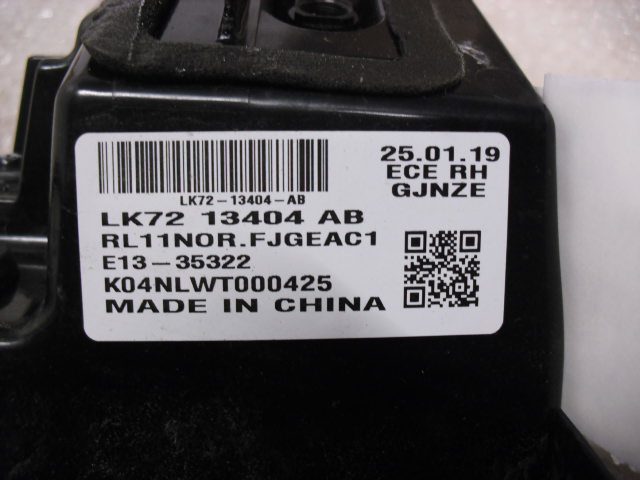 25.01.19
ECE RH
GJNZE
LK72-13404-AB
LK72 13404 AB
RL11NOR.FJGEAC1
E13-35322
K04NLWT000425
MADE IN CHINA